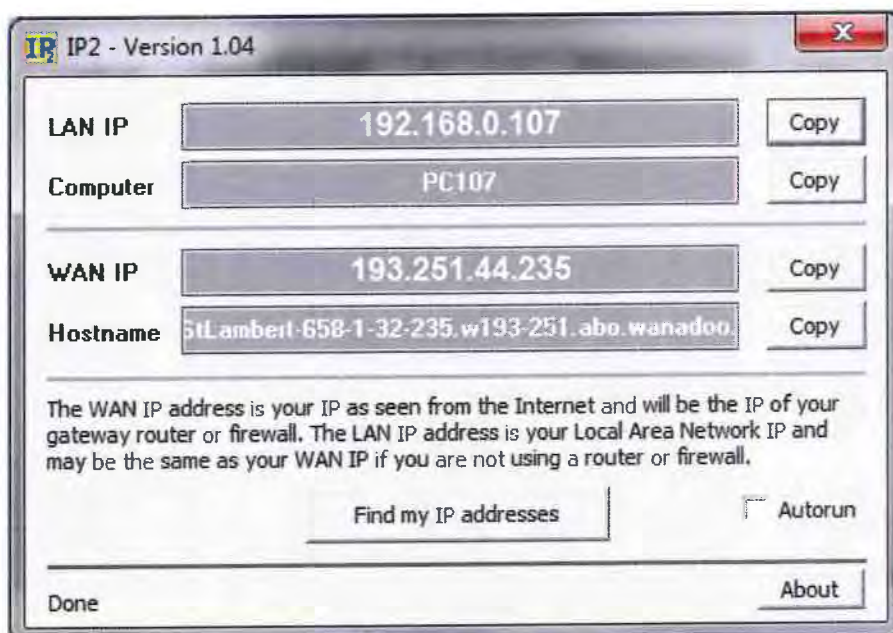 IP2 - Version 1.04
LAN IP 192.168.0.107 Copy
Computer PC107 Copy
WAN IP 193.251.44.235 Copy
Hostname StLambert-658-1-32-235.w193-251.abo.wanadoo. Copy
The WAN IP address is your IP as seen from the Internet and will be the IP of your
gateway router or firewall. The LAN IP address is your Local Area Network IP and
may be the same as your WAN IP if you are not using a router or firewall.
Find my IP addresses Autorun
Done About